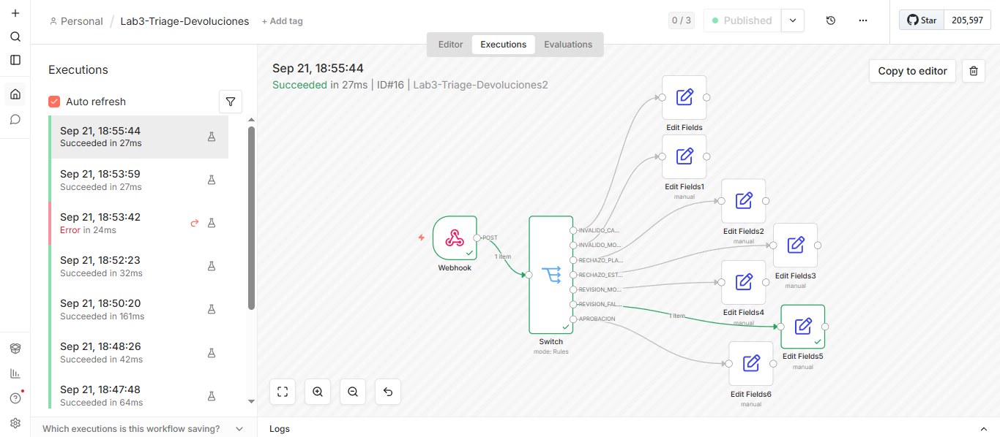 Personal / Lab3-Triage-Devoluciones + Add tag
0 / 3
Published
Star 205,597
Editor Executions Evaluations
Executions
Auto refresh
Sep 21, 18:55:44
Succeeded in 27ms
Sep 21, 18:53:59
Succeeded in 27ms
Sep 21, 18:53:42
Error in 24ms
Sep 21, 18:52:23
Succeeded in 32ms
Sep 21, 18:50:20
Succeeded in 161ms
Sep 21, 18:48:26
Succeeded in 42ms
Sep 21, 18:47:48
Succeeded in 64ms
Which executions is this workflow saving?
Sep 21, 18:55:44
Succeeded in 27ms | ID#16 | Lab3-Triage-Devoluciones2
Copy to editor
Webhook
POST
1 item
Switch
mode: Rules
INVALIDO_CA...
INVALIDO_MO...
RECHAZO_PLA...
RECHAZO_EST...
REVISION_MO...
REVISION_FAL...
APROBACION
1 item
Edit Fields
Edit Fields1
manual
Edit Fields2
manual
Edit Fields3
manual
Edit Fields4
manual
Edit Fields5
manual
Edit Fields6
manual
Logs